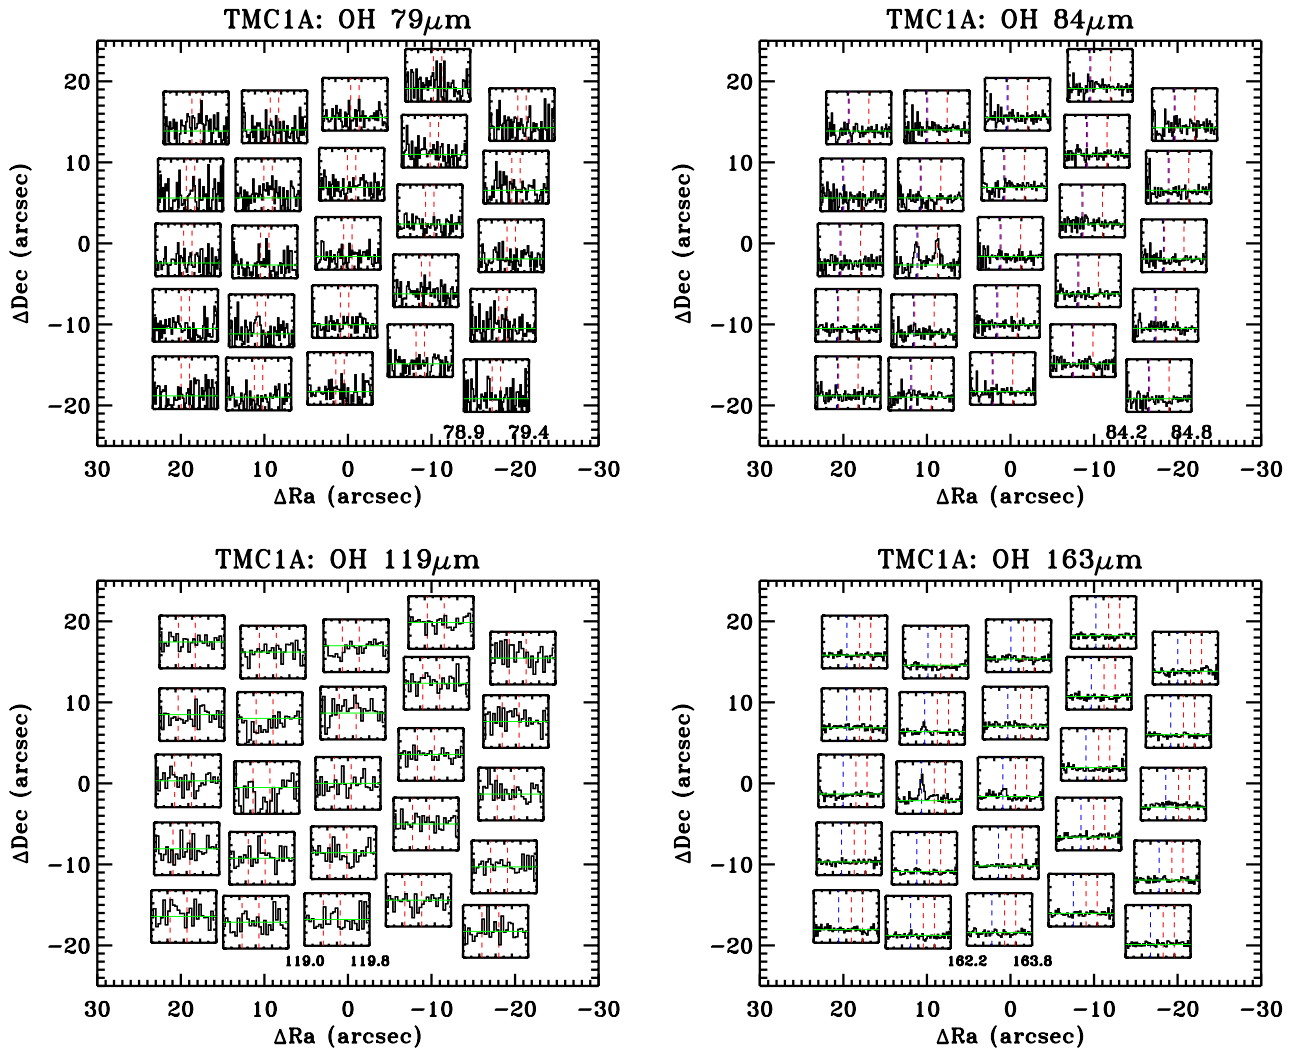 TMC1A: OH 79μm
20
10
0
−10
−20
ΔDec (arcsec)
78.9 79.4
30 20 10 0 −10 −20 −30
ΔRa (arcsec)
TMC1A: OH 84μm
20
10
0
−10
−20
ΔDec (arcsec)
84.2 84.8
30 20 10 0 −10 −20 −30
ΔRa (arcsec)
TMC1A: OH 119μm
20
10
0
−10
−20
ΔDec (arcsec)
119.0 119.8
30 20 10 0 −10 −20 −30
ΔRa (arcsec)
TMC1A: OH 163μm
20
10
0
−10
−20
ΔDec (arcsec)
162.2 163.8
30 20 10 0 −10 −20 −30
ΔRa (arcsec)